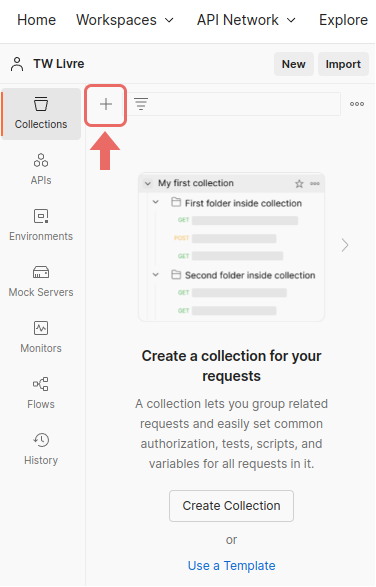 Home Workspaces API Network Explore
TW Livre New Import
Collections
APIs
Environments
Mock Servers
Monitors
Flows
History
My first collection
First folder inside collection
GET
POST
GET
Second folder inside collection
GET
GET
Create a collection for your
requests
A collection lets you group related
requests and easily set common
authorization, tests, scripts, and
variables for all requests in it.
Create Collection
or
Use a Template